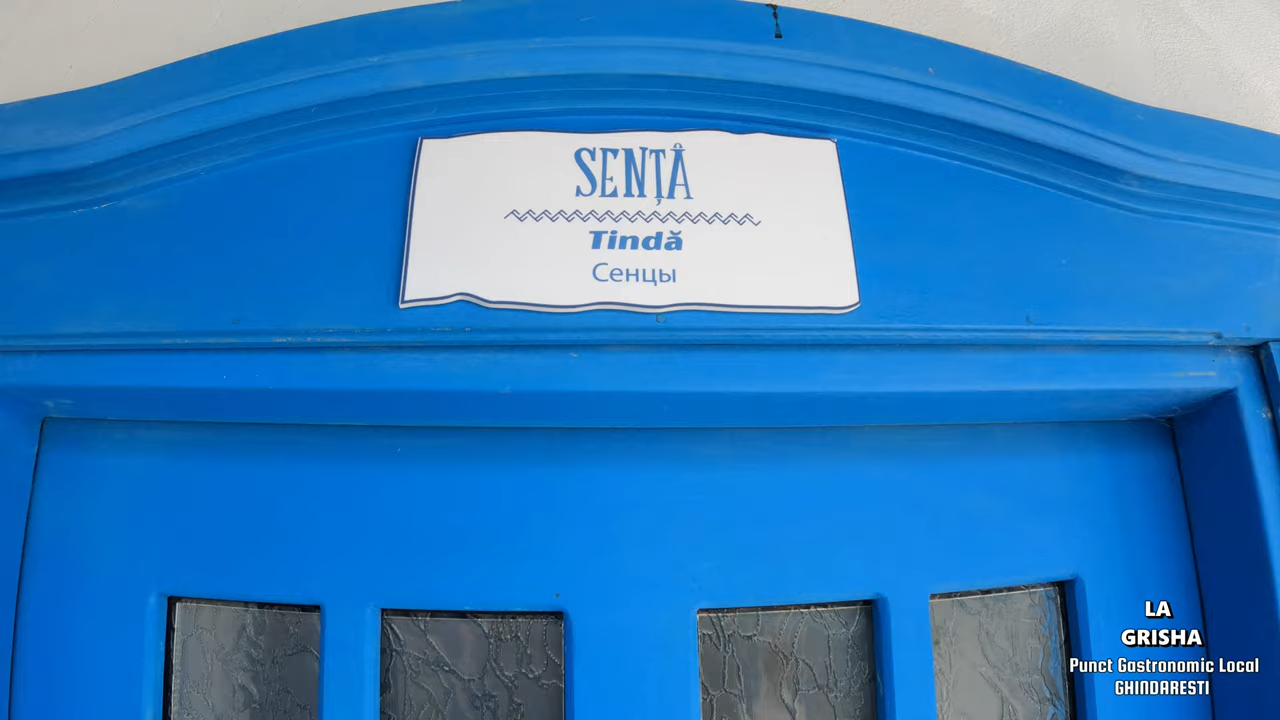 SENȚÂ
Tindă
Сенцы
LA
GRISHA
Punct Gastronomic Local
GHINDARESTI